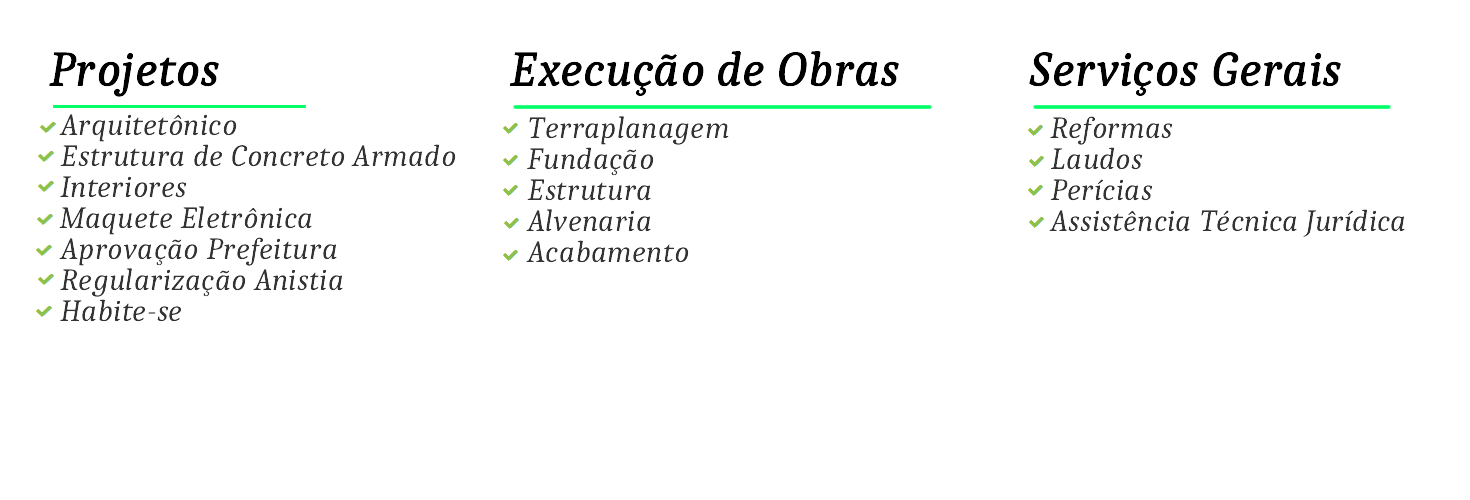 Projetos
Arquitetônico
Estrutura de Concreto Armado
Interiores
Maquete Eletrônica
Aprovação Prefeitura
Regularização Anistia
Habite-se
Execução de Obras
Terraplanagem
Fundação
Estrutura
Alvenaria
Acabamento
Serviços Gerais
Reformas
Laudos
Perícias
Assistência Técnica Jurídica